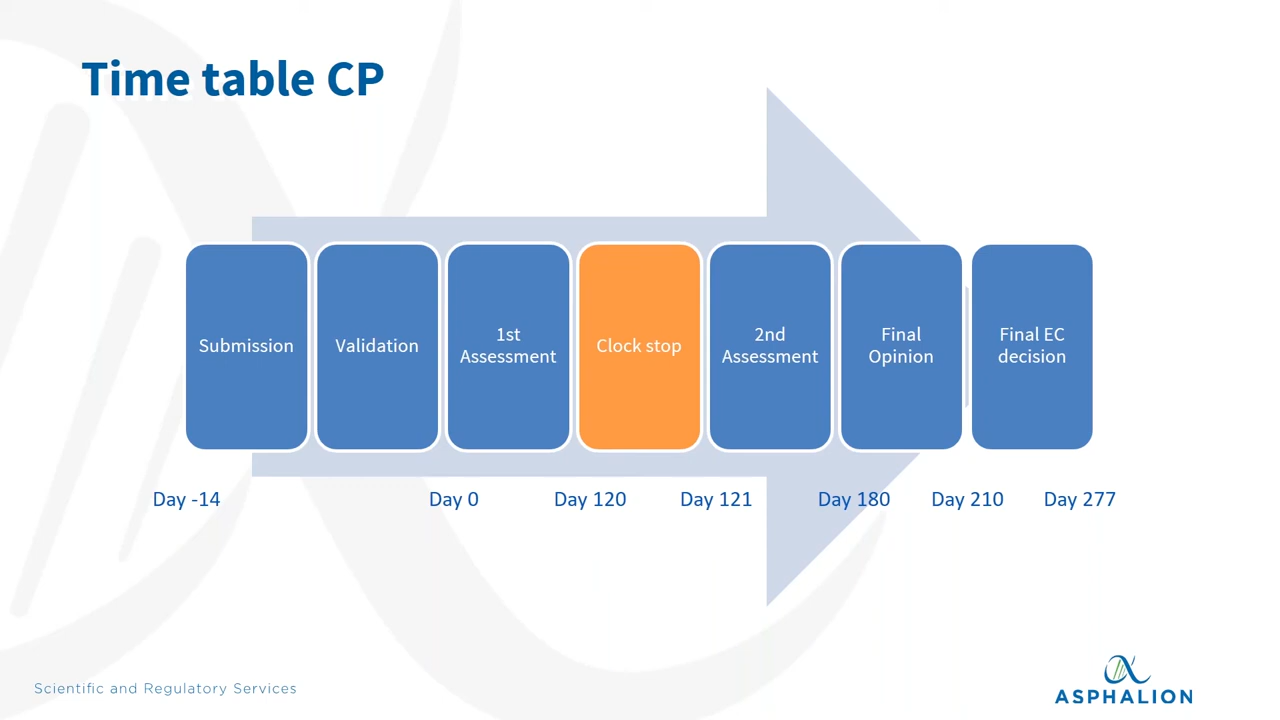 Time table CP
Submission
Validation
1st
Assessment
Clock stop
2nd
Assessment
Final
Opinion
Final EC
decision
Day -14
Day 0
Day 120
Day 121
Day 180
Day 210
Day 277
Scientific and Regulatory Services
ASPHALION